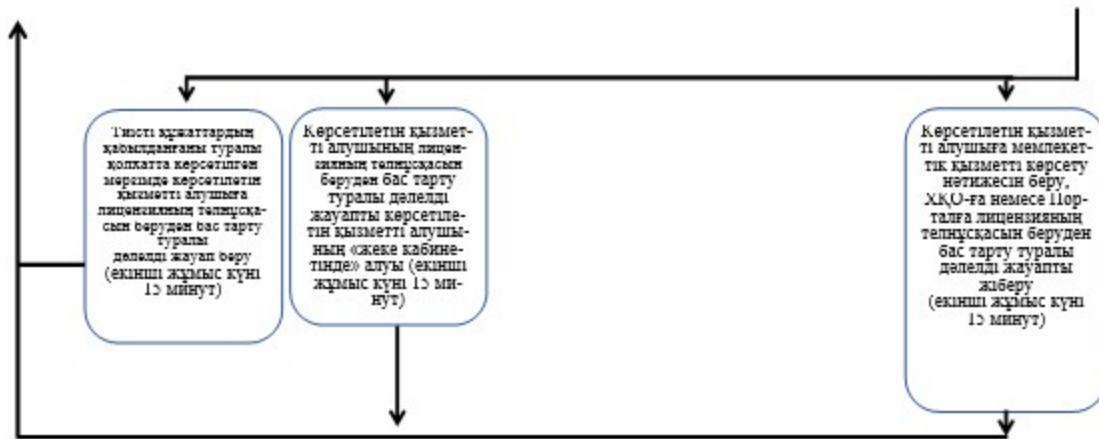 Тиісті құжаттардың
қабылданғаны туралы
қолхатта көрсетілген
мерзімде көрсетілетін
қызметті алушыға
лицензияның телнұсқа-
сын беруден бас тарту
туралы
дәлелді жауап беру
(екінші жұмыс күні
15 минут)
Көрсетілетін қызмет-
ті алушының лицен-
зияның телнұсқасын
беруден бас тарту
туралы дәлелді
жауапты көрсетіле-
тін қызметті алушы-
ның «жеке кабине-
тінде» алуы (екінші
жұмыс күні 15 ми-
нут)
Көрсетілетін қызмет-
ті алушыға мемлекет-
тік қызметті көрсету
нәтижесін беру,
ХҚО-ға немесе Пор-
талға лицензияның
телнұсқасын беруден
бас тарту туралы
дәлелді жауапты
жіберу
(екінші жұмыс күні
15 минут)